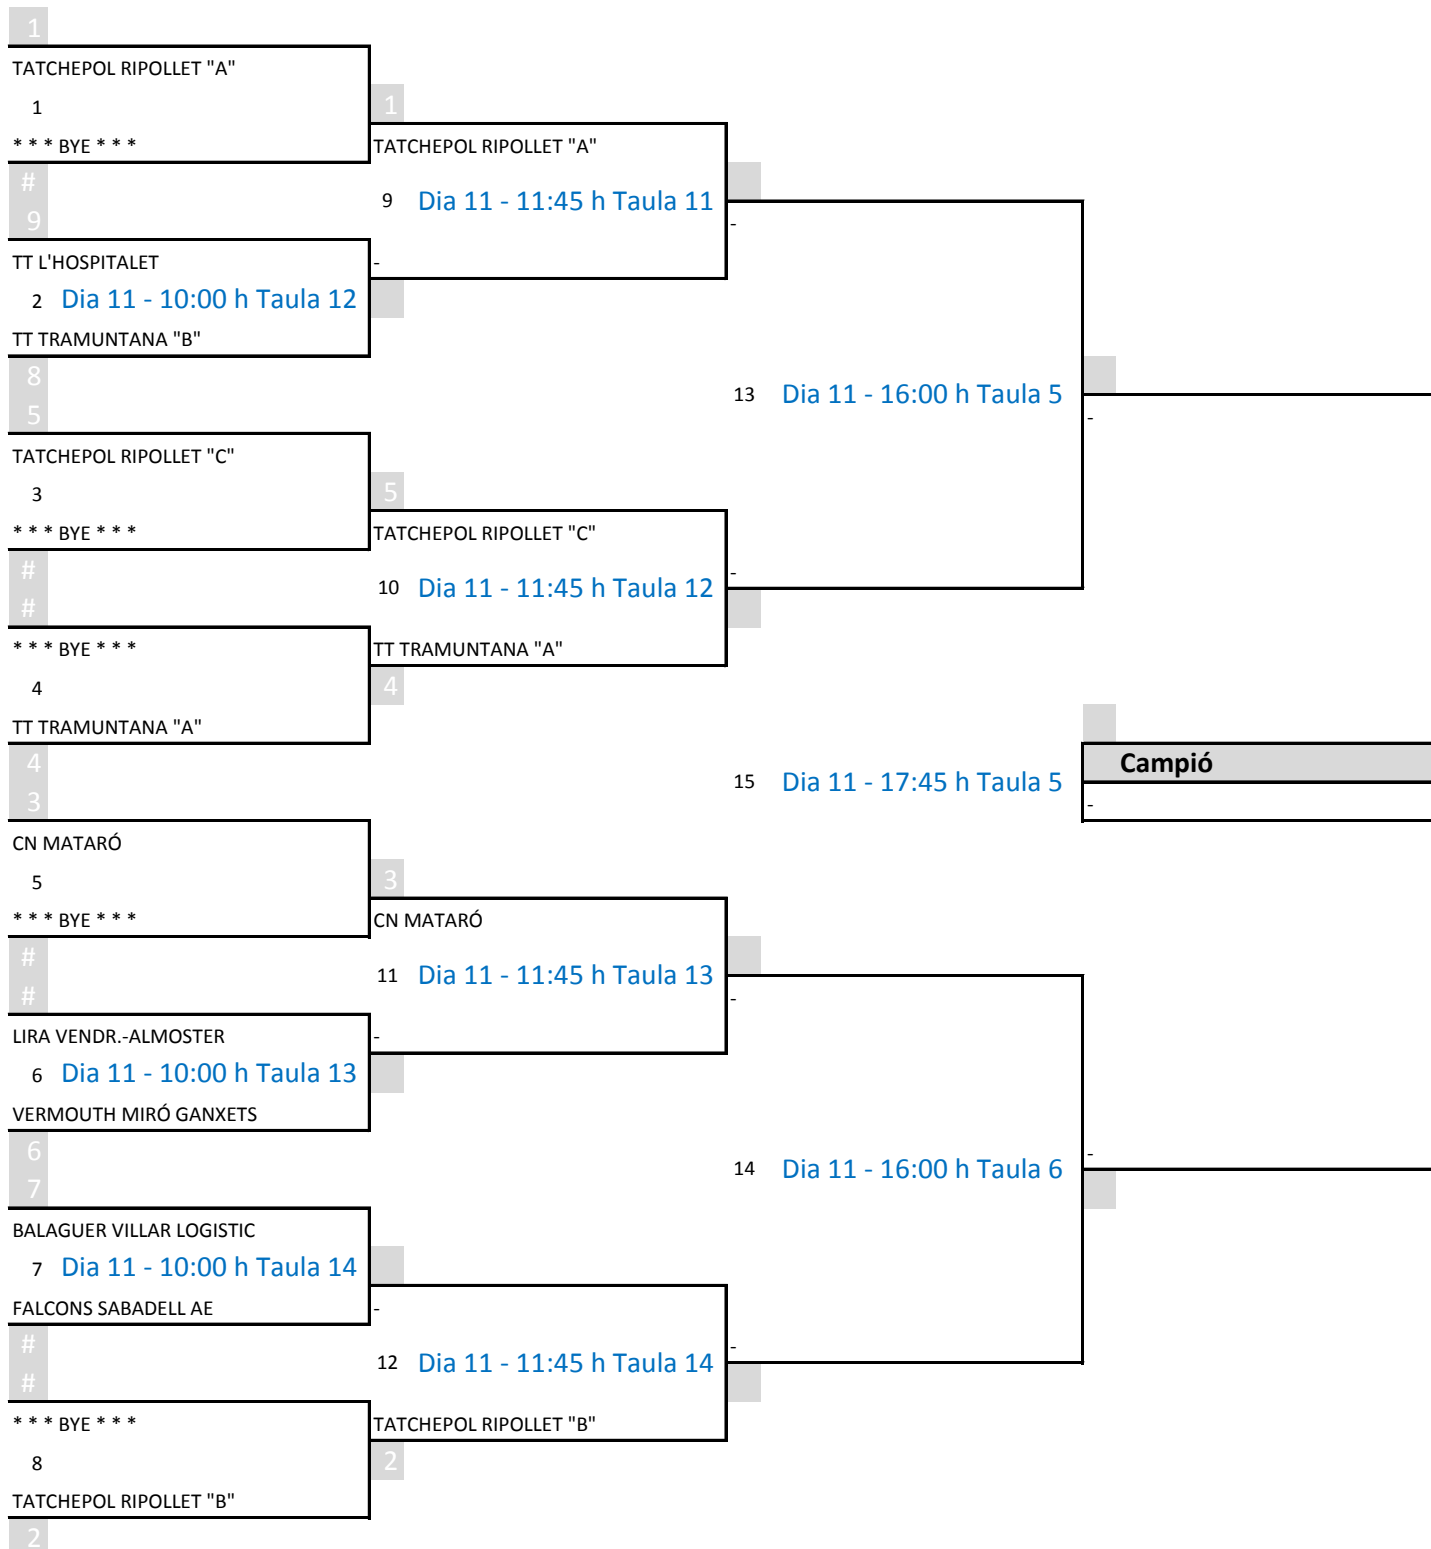 1
TATCHEPOL RIPOLLET "A"
1
* * * BYE * * *
#
9
TT L'HOSPITALET
2 Dia 11 - 10:00 h Taula 12
TT TRAMUNTANA "B"
8
5
TATCHEPOL RIPOLLET "C"
3
* * * BYE * * *
#
#
* * * BYE * * *
4
TT TRAMUNTANA "A"
4
3
CN MATARÓ
5
* * * BYE * * *
#
#
LIRA VENDR.-ALMOSTER
6 Dia 11 - 10:00 h Taula 13
VERMOUTH MIRÓ GANXETS
6
7
BALAGUER VILLAR LOGISTIC
7 Dia 11 - 10:00 h Taula 14
FALCONS SABADELL AE
#
#
* * * BYE * * *
8
TATCHEPOL RIPOLLET "B"
2
1
TATCHEPOL RIPOLLET "A"
9 Dia 11 - 11:45 h Taula 11
-
5
TATCHEPOL RIPOLLET "C"
10 Dia 11 - 11:45 h Taula 12
TT TRAMUNTANA "A"
4
3
CN MATARÓ
11 Dia 11 - 11:45 h Taula 13
-
-
12 Dia 11 - 11:45 h Taula 14
TATCHEPOL RIPOLLET "B"
2
-
13 Dia 11 - 16:00 h Taula 5
-
15 Dia 11 - 17:45 h Taula 5
-
14 Dia 11 - 16:00 h Taula 6
-
-
Campió
-
-